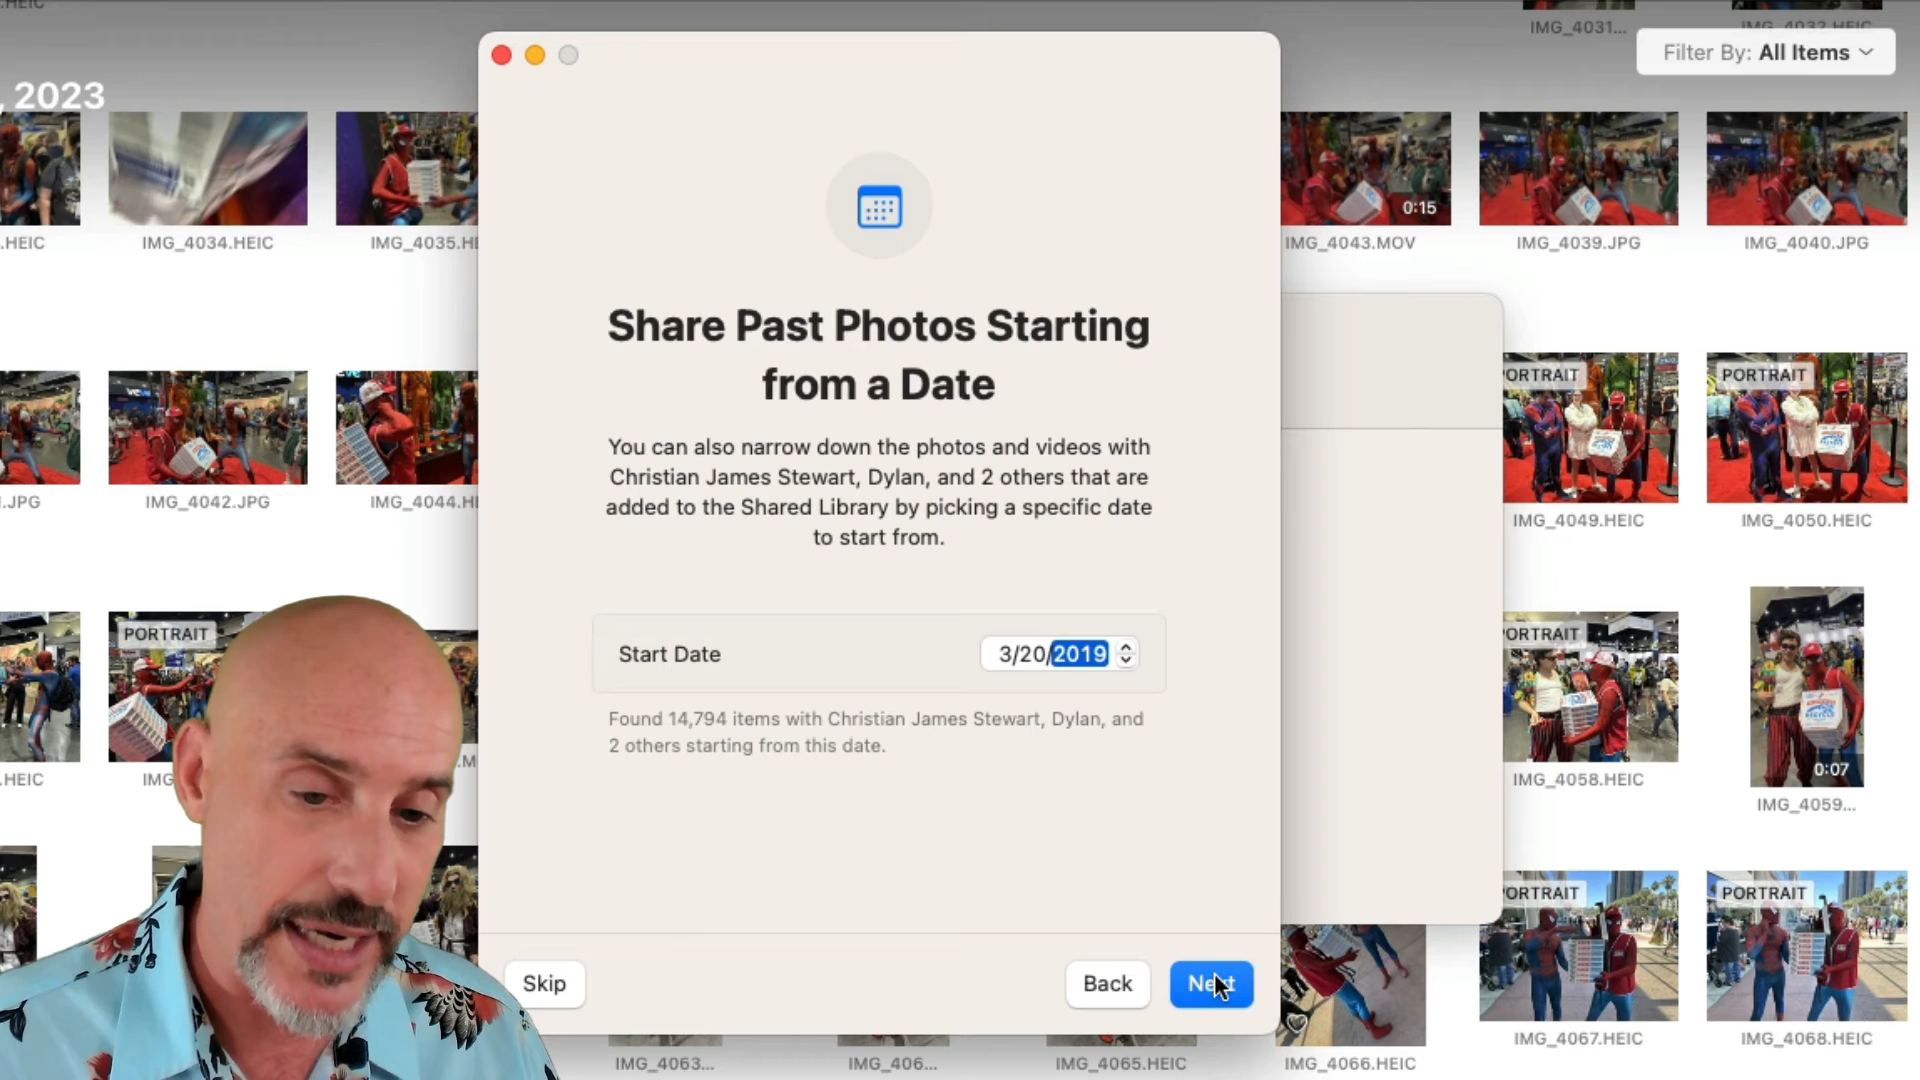 .HEIC
IMG_4031...
IMG_4032.HEIC
Filter By: All Items
, 2023
0:15
.HEIC
IMG_4034.HEIC
IMG_4035.HE
IMG_4043.MOV
IMG_4039.JPG
IMG_4040.JPG
Share Past Photos Starting
from a Date
You can also narrow down the photos and videos with
Christian James Stewart, Dylan, and 2 others that are
added to the Shared Library by picking a specific date
to start from.
Start Date
3/20/2019
Found 14,794 items with Christian James Stewart, Dylan, and
2 others starting from this date.
Skip
Back
Next
ORTRAIT
PORTRAIT
.JPG
IMG_4042.JPG
IMG_4044.HE
IMG_4049.HEIC
IMG_4050.HEIC
PORTRAIT
ORTRAIT
0:07
.HEIC
IMG
.M
IMG_4058.HEIC
IMG_4059...
ORTRAIT
PORTRAIT
IMG_4063...
IMG_406...
IMG_4065.HEIC
IMG_4066.HEIC
IMG_4067.HEIC
IMG_4068.HEIC